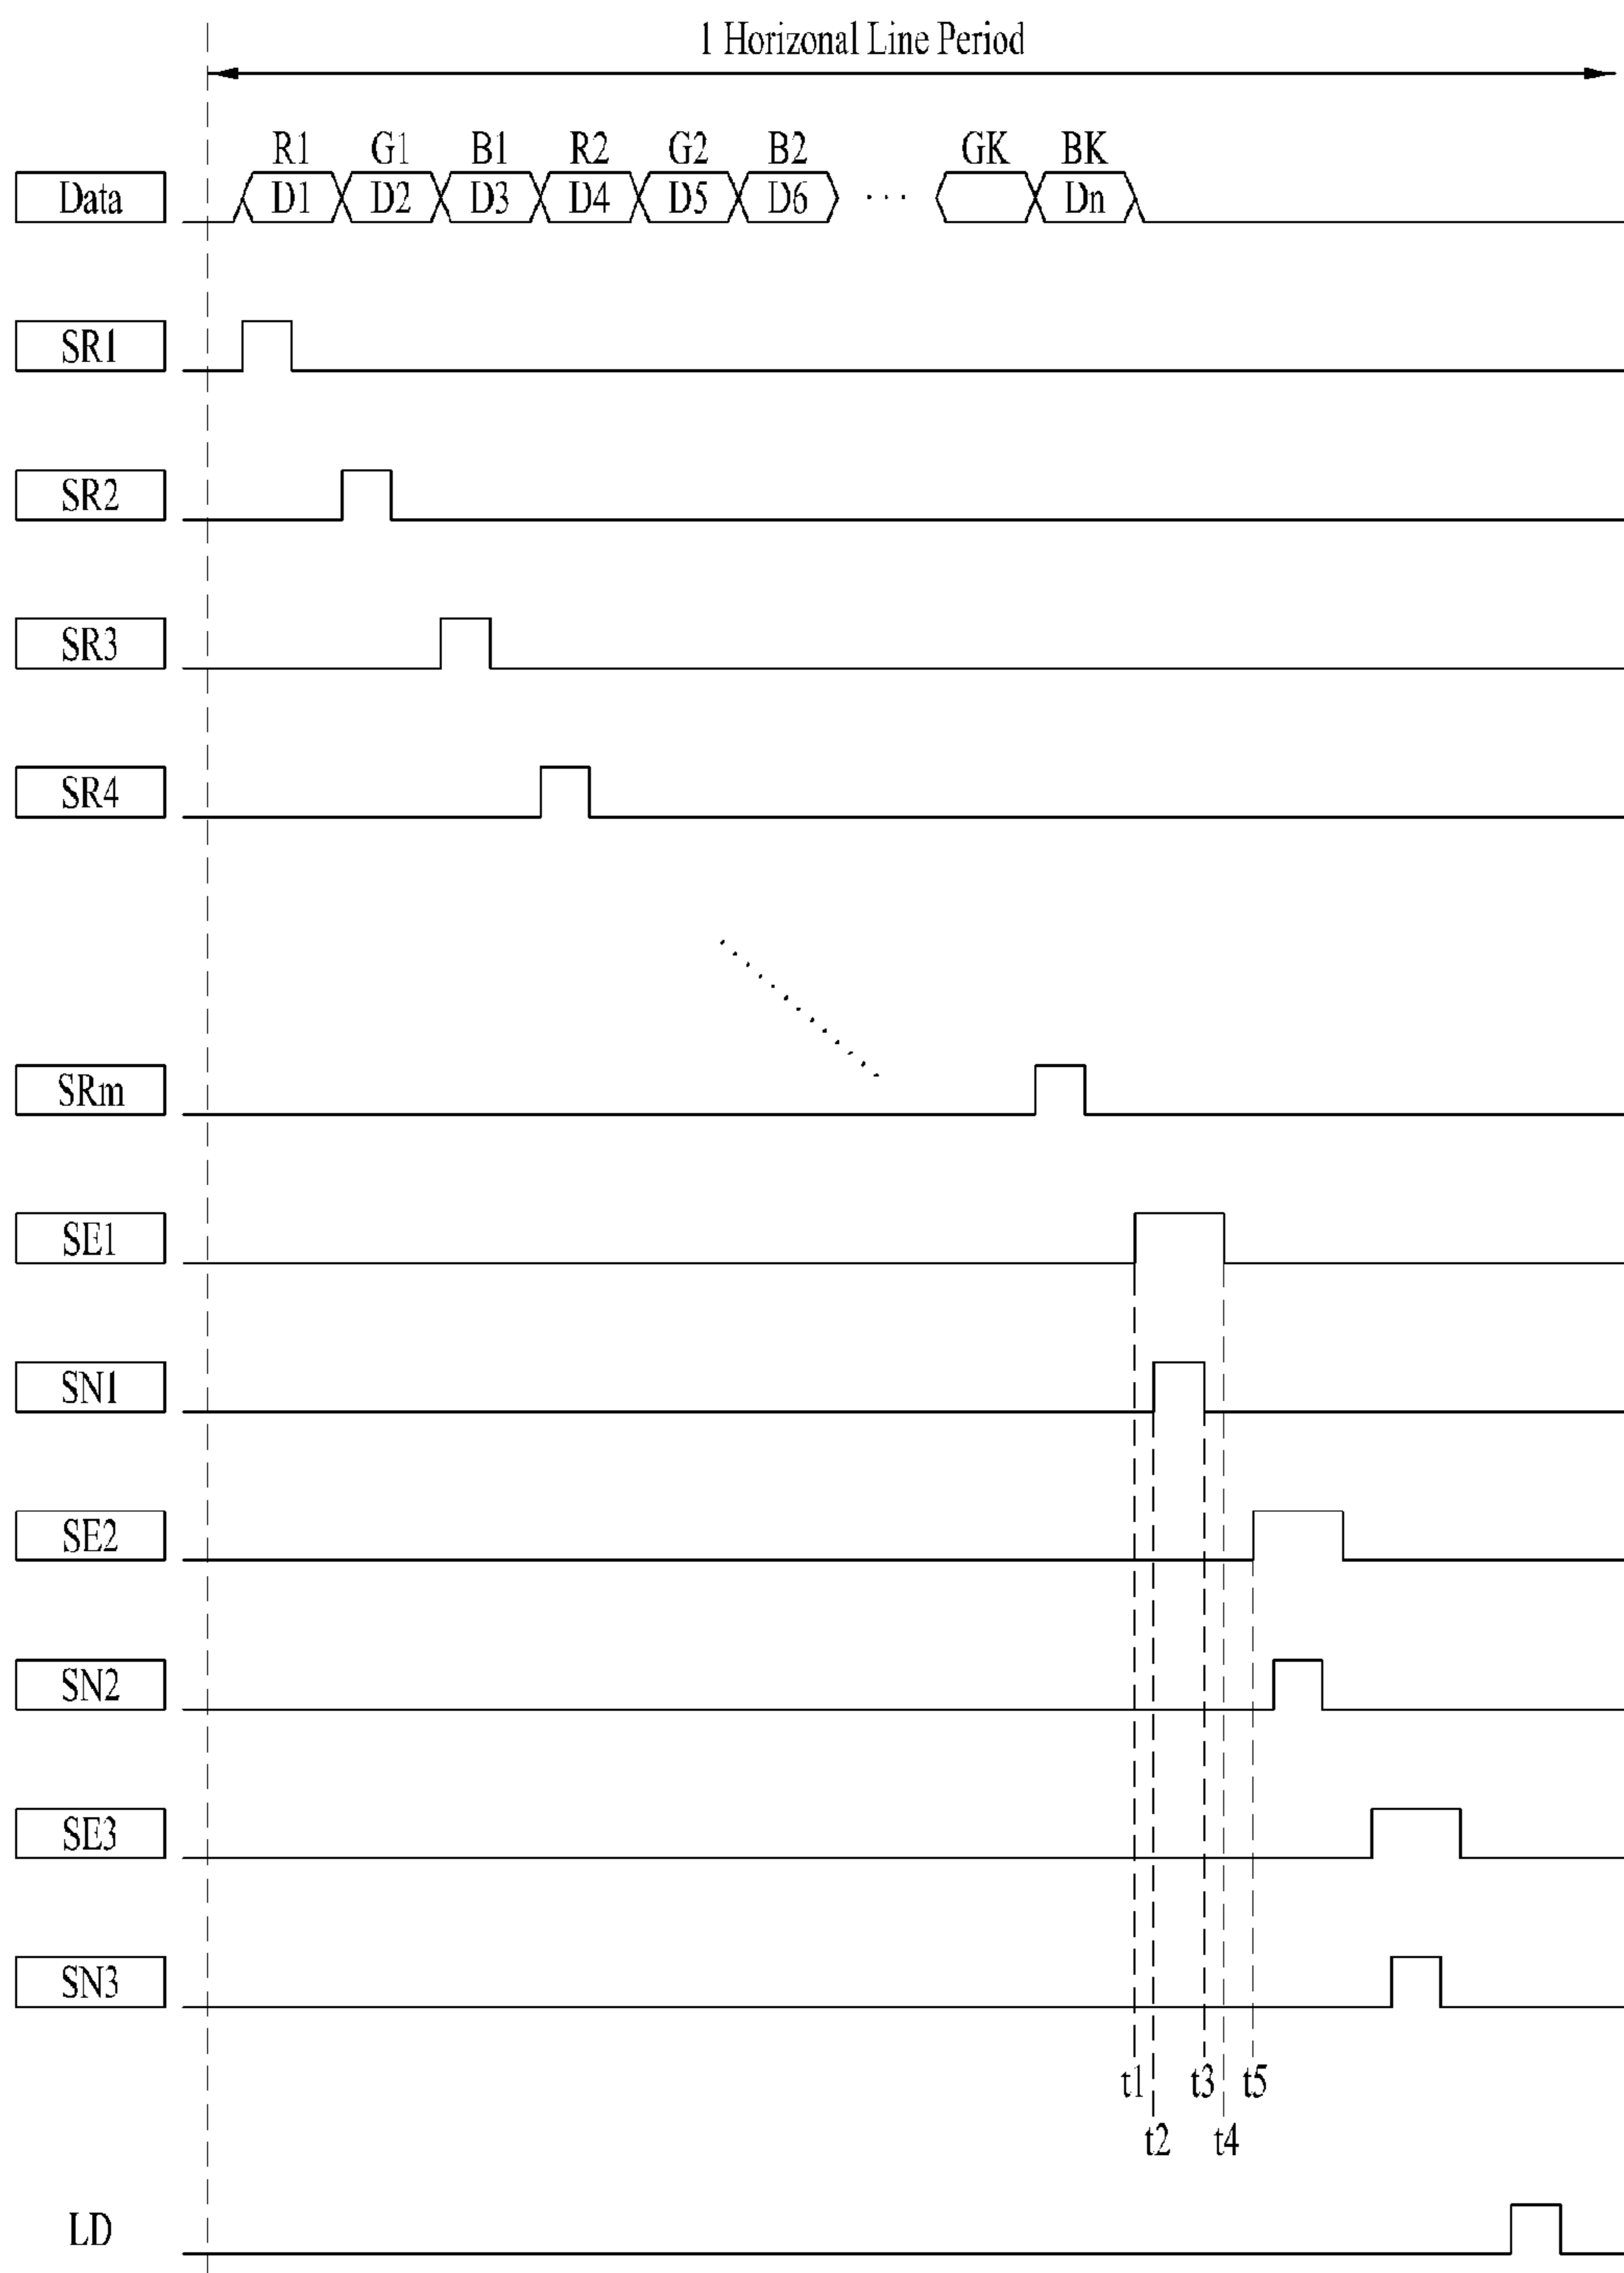 1 Horizonal Line Period
R1 G1 B1 R2 G2 B2 GK BK
Data D1 D2 D3 D4 D5 D6 ... Dn
SR1
SR2
SR3
SR4
SRm
SE1
SN1
SE2
SN2
SE3
SN3
t1 t3 t5
t2 t4
LD